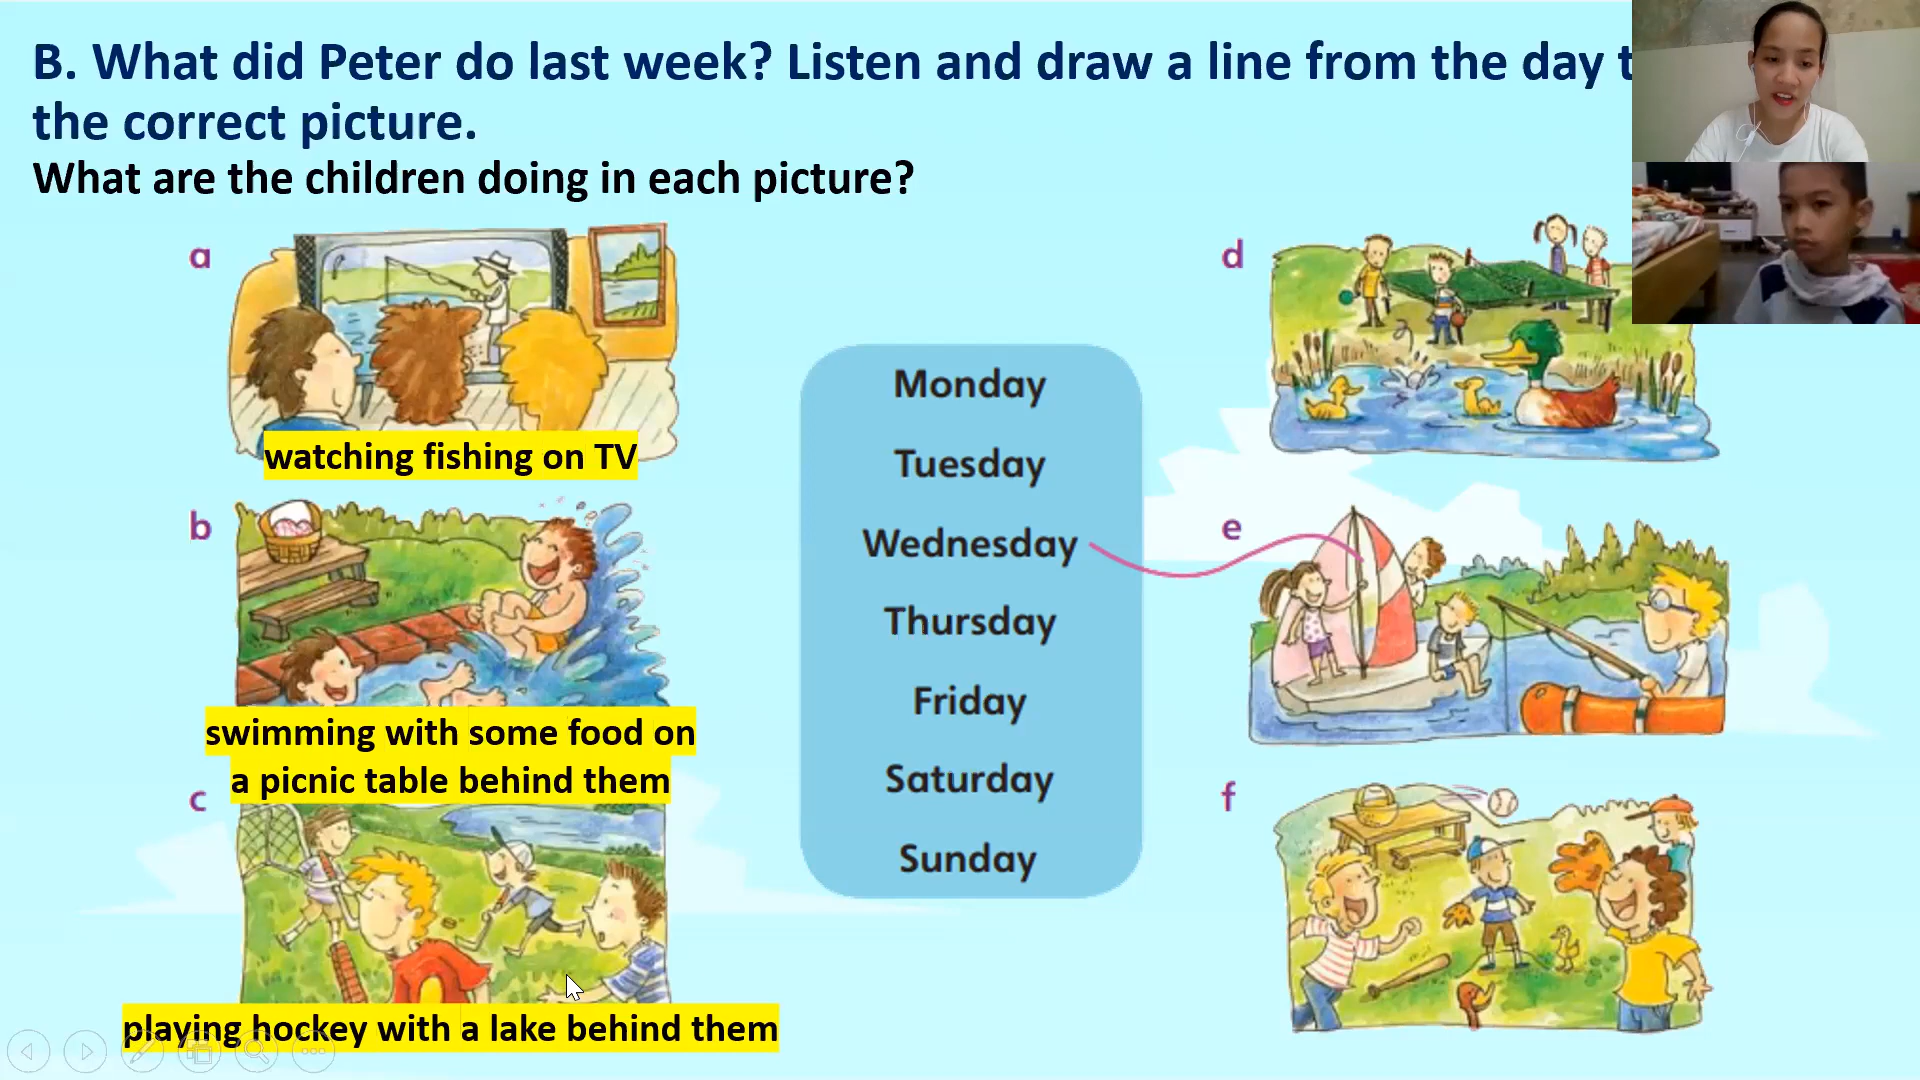 B. What did Peter do last week? Listen and draw a line from the day
the correct picture.
What are the children doing in each picture?
a
watching fishing on TV
b
swimming with some food on
a picnic table behind them
c
playing hockey with a lake behind them
Monday
Tuesday
Wednesday
Thursday
Friday
Saturday
Sunday
d
e
f